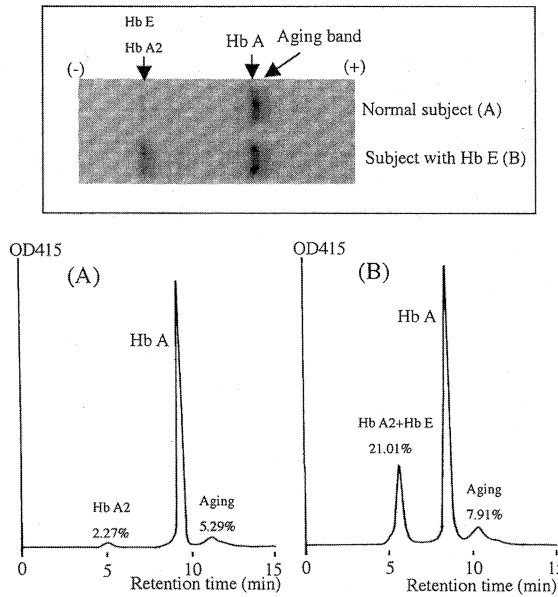 Hb E
Hb A2
Hb A
Aging band
(-)
(+)
Normal subject (A)
Subject with Hb E (B)
OD415
(A)
Hb A
Hb A2
2.27%
Aging
5.29%
0
5
10
15
Retention time (min)
OD415
(B)
Hb A
Hb A2+Hb E
21.01%
Aging
7.91%
0
5
10
15
Retention time (min)